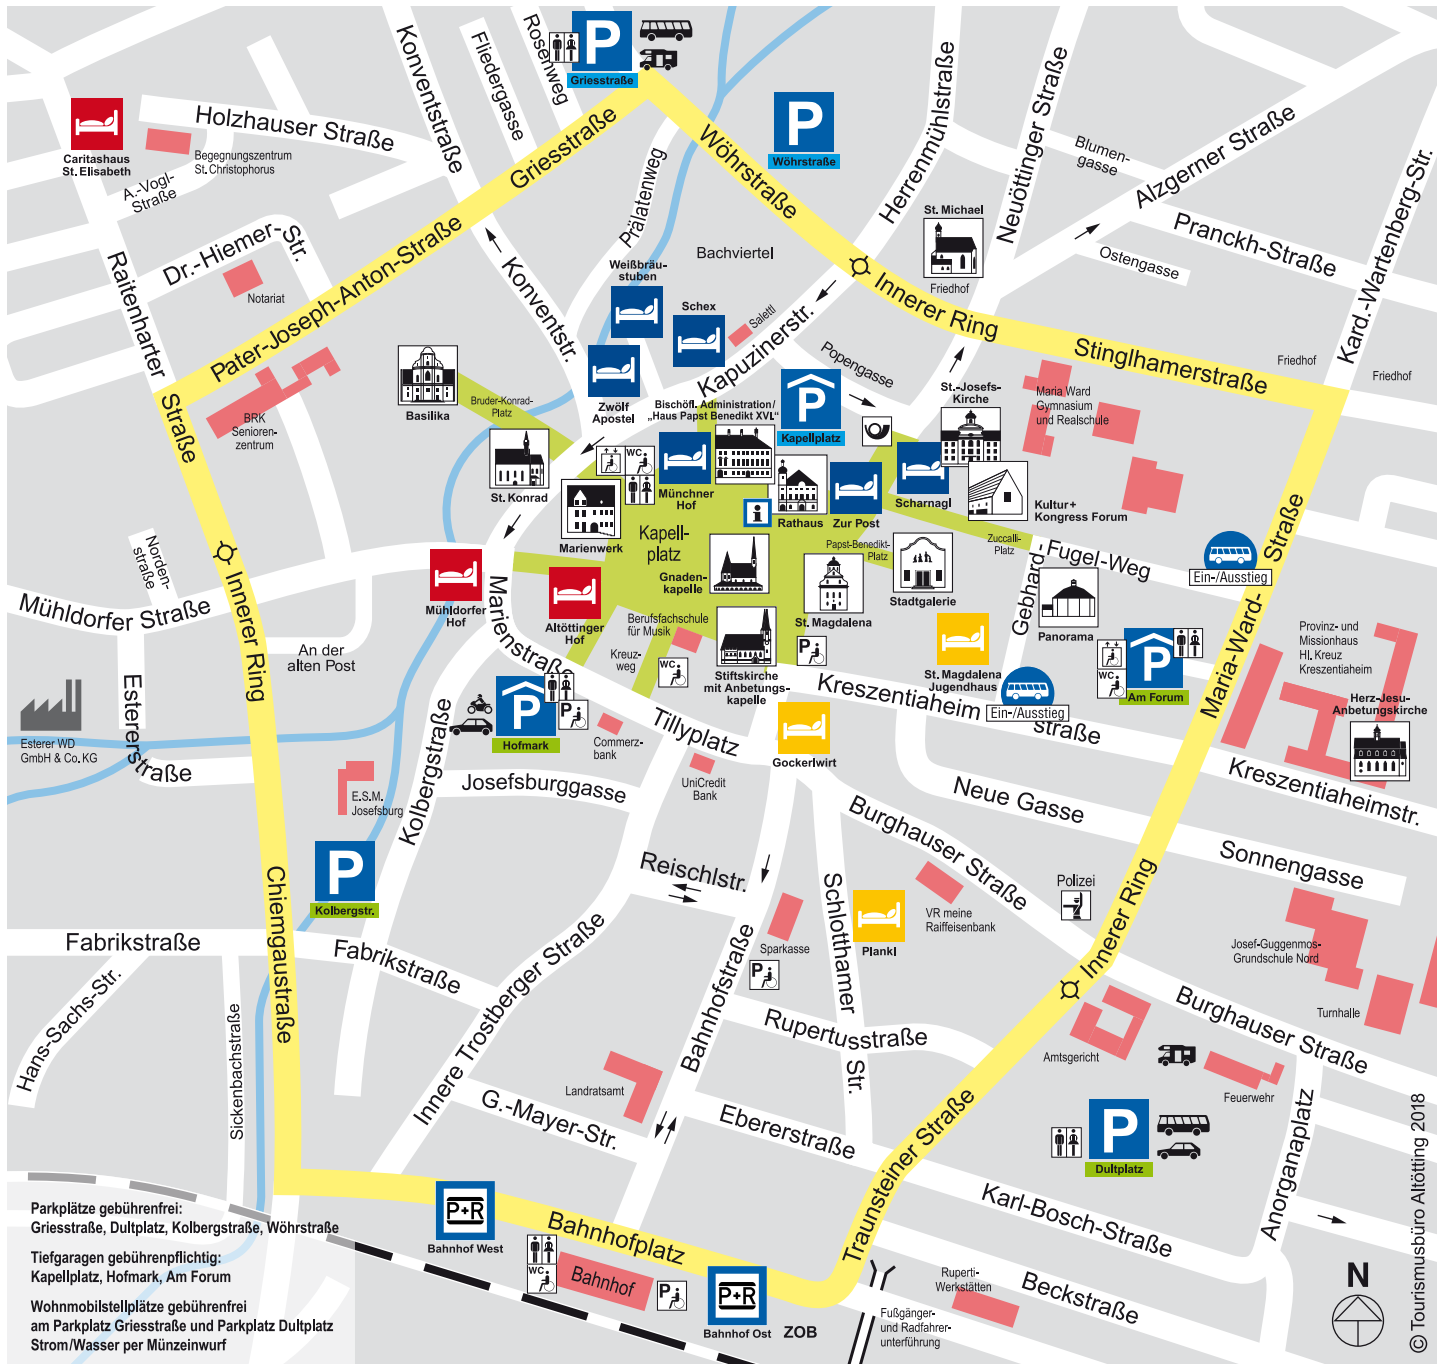 Rosenweg
Fliedergasse
Konventstraße
P
Griesstraße
Herrenmühlstraße
Neuöttinger Straße
Caritashaus
St. Elisabeth
Holzhauser Straße
Begegnungszentrum
St. Christophorus
A.-Vogl-
Straße
Griesstraße
Wöhrstraße
P
Wöhrstraße
Blumen-
gasse
Alzgerner Straße
Kard.-Wartenberg-Str.
Prälatenweg
Bachviertel
St. Michael
Friedhof
Ostengasse
Pranckh-Straße
Raitenharter
Straße
Dr.-Hiemer-
Str.
Notariat
Pater-Joseph-Anton-Straße
Konventstr.
Weißbräu-
stuben
Schex
Salettl
Kapuzinerstr.
Innerer Ring
Stinglhamerstraße
Friedhof
Friedhof
Popengasse
Basilika
Bruder-Konrad-
Platz
Zwölf
Apostel
Bischöfl. Administration/
„Haus Papst Benedikt XVI."
P
Kapellplatz
St.-Josefs-
Kirche
Maria Ward
Gymnasium
und Realschule
BRK
Senioren-
zentrum
St. Konrad
WC
Münchner
Hof
Marienwerk
i
Rathaus
Zur Post
Scharnagl
Kultur+
Kongress Forum
Kapell-
platz
Gnaden-
kapelle
Papst-Benedikt-
Platz
Zuccalli-
Platz
Gebhard-
Fugel-Weg
Ein-/Ausstieg
Maria-Ward-
Straße
Norden-
straße
Mühldorfer Straße
Innerer Ring
Mühldorfer
Hof
Altöttinger
Hof
Marienstraße
Berufsfachschule
für Musik
Kreuz-
weg
WC
Stiftskirche
mit Anbetungs-
kapelle
St. Magdalena
P
Stadtgalerie
St. Magdalena
Jugendhaus
Panorama
WC
P
Am Forum
Provinz- und
Missionhaus
Hl. Kreuz
Kreszentiaheim
Herz-Jesu-
Anbetungskirche
An der
alten Post
Estererstraße
Esterer WD
GmbH & Co. KG
Kolbergstraße
P
Hofmark
P
Commerz-
bank
Tillyplatz
UniCredit
Bank
Gockerlwirt
Kreszentiaheim
straße
Ein-/Ausstieg
Kreszentiaheimstr.
E.S.M.
Josefsburg
Josefsburggasse
Neue Gasse
Sonnengasse
Burghauser Straße
P
Kolbergstr.
Chiemgaustraße
Reischlstr.
Schlotthamer
Str.
Plankl
VR meine
Raiffeisenbank
Polizei
Innerer Ring
Josef-Guggenmos-
Grundschule Nord
Turnhalle
Fabrikstraße
Fabrikstraße
Hans-Sachs-Str.
Sickenbachstraße
Innere Trostberger Straße
Bahnhofstraße
Sparkasse
P
Rupertusstraße
Landratsamt
G.-Mayer-Str.
Ebererstraße
Traunsteiner Straße
Amtsgericht
Burghauser Straße
Feuerwehr
P
Dultplatz
Anorganaplatz
Karl-Bosch-Straße
Beckstraße
Ruperti-
Werkstätten
Parkplätze gebührenfrei:
Griesstraße, Dultplatz, Kolbergstraße, Wöhrstraße
Tiefgaragen gebührenpflichtig:
Kapellplatz, Hofmark, Am Forum
Wohnmobilstellplätze gebührenfrei
am Parkplatz Griesstraße und Parkplatz Dultplatz
Strom/Wasser per Münzeinwurf
P+R
Bahnhof West
Bahnhofplatz
WC
Bahnhof
P
P+R
Bahnhof Ost
ZOB
Fußgänger-
und Radfahrer-
unterführung
N
© Tourismusbüro Altötting 2018